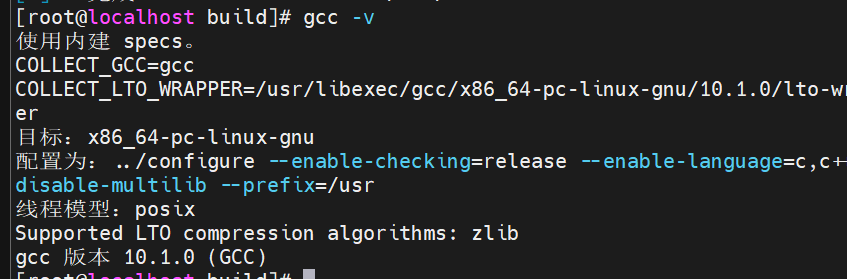 [root@localhost build]# gcc -v
使用内建 specs。
COLLECT_GCC=gcc
COLLECT_LTO_WRAPPER=/usr/libexec/gcc/x86_64-pc-linux-gnu/10.1.0/lto-wr
er
目标：x86_64-pc-linux-gnu
配置为：../configure --enable-checking=release --enable-language=c,c+
disable-multilib --prefix=/usr
线程模型：posix
Supported LTO compression algorithms: zlib
gcc 版本 10.1.0 (GCC)
[root@localhost build]#